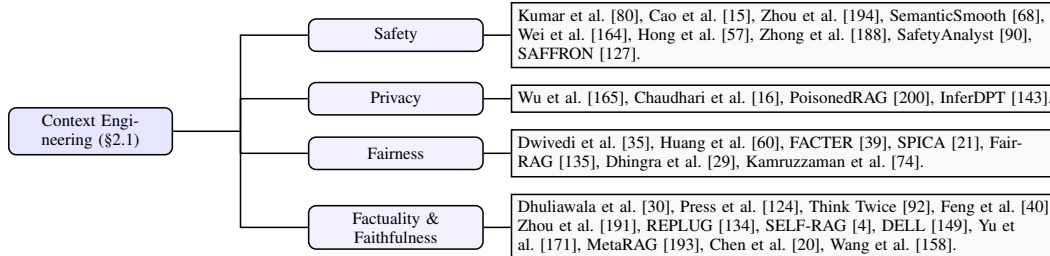 Safety
Kumar et al. [80], Cao et al. [15], Zhou et al. [194], SemanticSmooth [68],
Wei et al. [164], Hong et al. [57], Zhong et al. [188], SafetyAnalyst [90],
SAFFRON [127].
Privacy
Wu et al. [165], Chaudhari et al. [16], PoisonedRAG [200], InferDPT [143].
Context Engi-
neering (§2.1)
Fairness
Dwivedi et al. [35], Huang et al. [60], FACTER [39], SPICA [21], Fair-
RAG [135], Dhingra et al. [29], Kamruzzaman et al. [74].
Factuality &
Faithfulness
Dhuliawala et al. [30], Press et al. [124], Think Twice [92], Feng et al. [40]
Zhou et al. [191], REPLUG [134], SELF-RAG [4], DELL [149], Yu et
al. [171], MetaRAG [193], Chen et al. [20], Wang et al. [158].